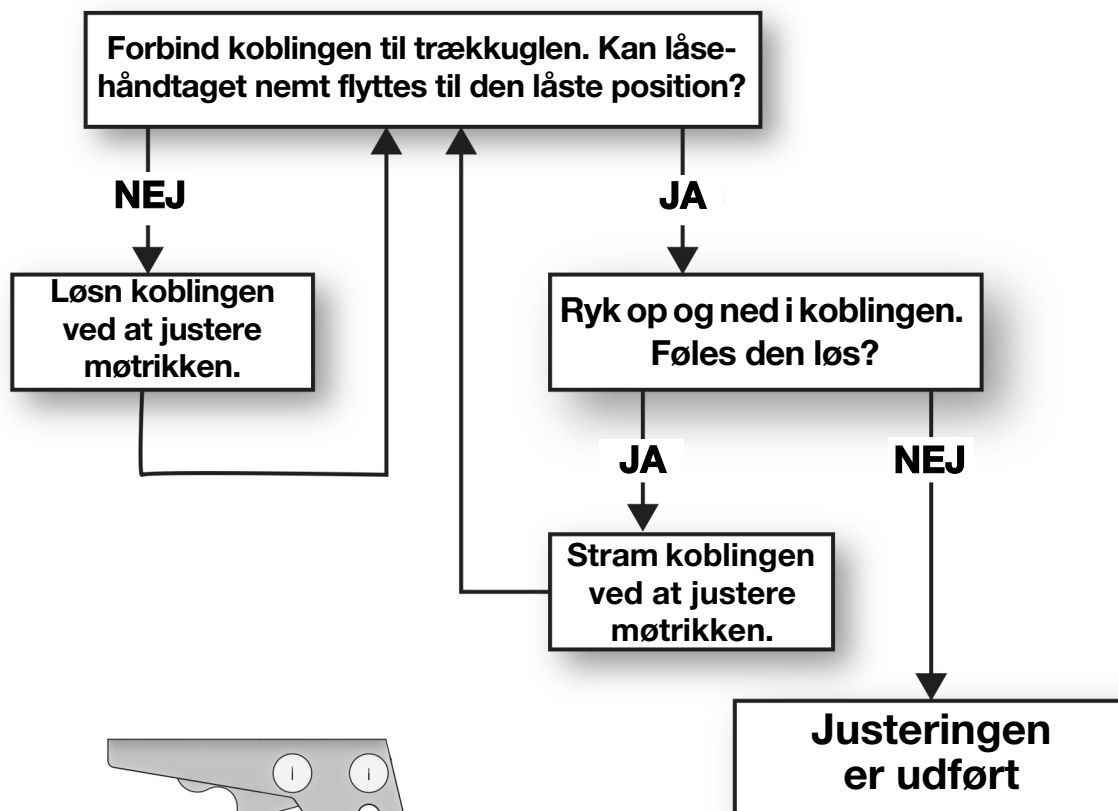 Forbind koblingen til trækkuglen. Kan låse-
håndtaget nemt flyttes til den låste position?
NEJ
JA
Løsn koblingen
ved at justere
møtrikken.
Ryk op og ned i koblingen.
Føles den løs?
JA
NEJ
Stram koblingen
ved at justere
møtrikken.
Justeringen
er udført